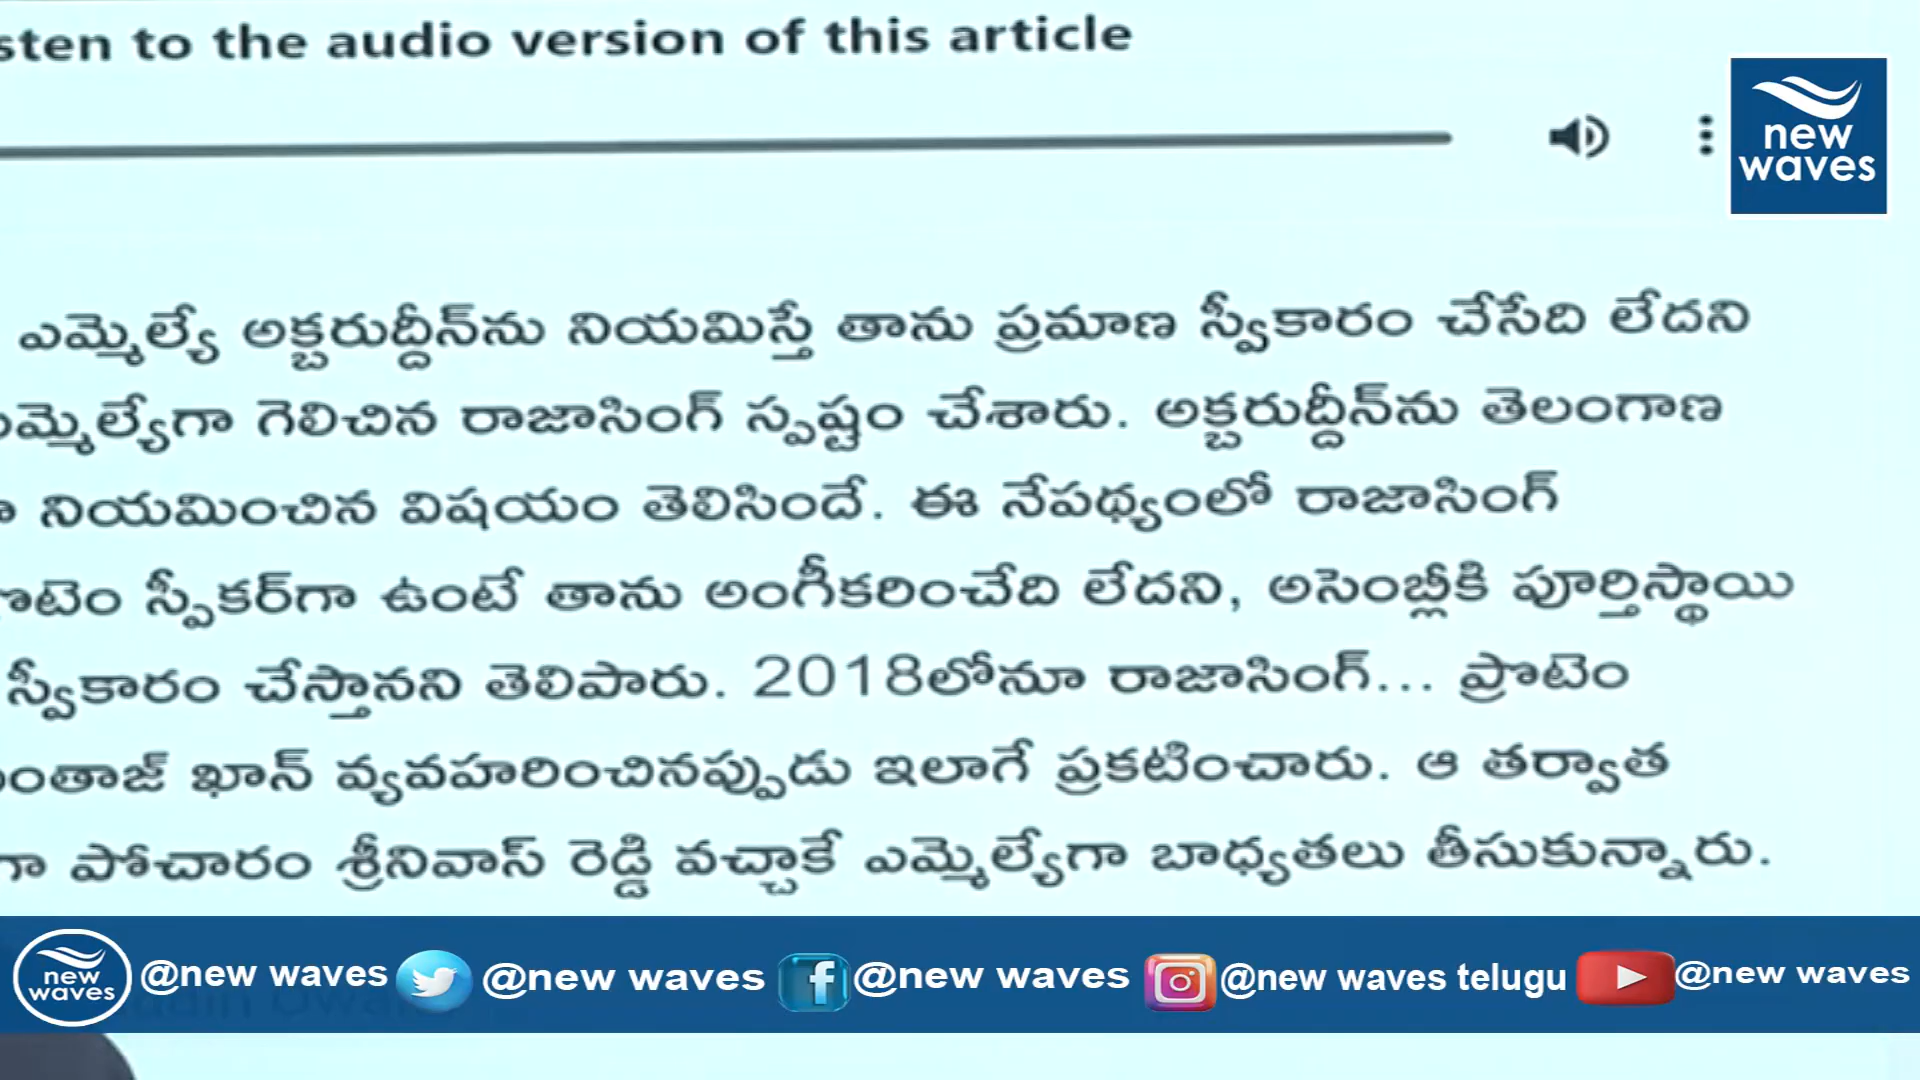 to the audio version of this article
new
waves
ఎమ్మెల్యే అక్బరుద్దీన్‌ను నియమిస్తే తాను ప్రమాణ స్వీకారం చేసేది లేదని
గెలిచిన రాజాసింగ్ స్పష్టం చేశారు. అక్బరుద్దీన్‌ను తెలంగాణ
నియమించిన విషయం తెలిసిందే. ఈ నేపథ్యంలో రాజాసింగ్
స్పీకర్‌గా ఉంటే తాను అంగీకరించేది లేదని, అసెంబ్లీకి పూర్తిస్థాయి
స్వీకారం చేస్తానని తెలిపారు. 2018లోనూ రాజాసింగ్... ప్రొటెం
ఖాన్ వ్యవహరించినప్పుడు ఇలాగే ప్రకటించారు. ఆ తర్వాత
పోచారం శ్రీనివాస్ రెడ్డి వచ్చాకే ఎమ్మెల్యేగా బాధ్యతలు తీసుకున్నారు.
new
waves
@new waves @new waves @new waves @new waves telugu @new waves